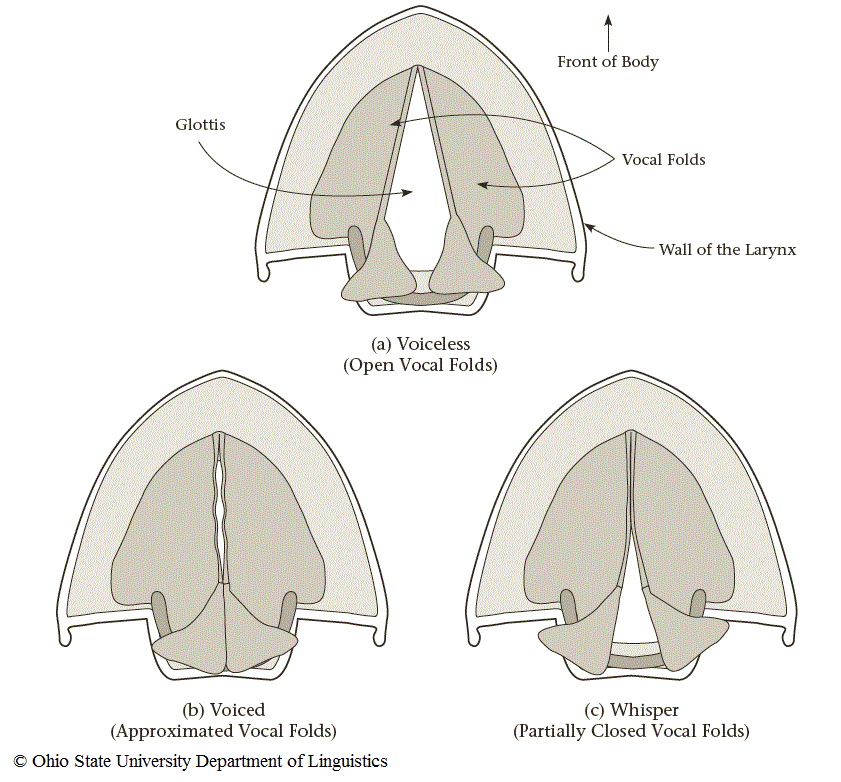 Front of Body
Glottis
Vocal Folds
Wall of the Larynx
(a) Voiceless
(Open Vocal Folds)
(b) Voiced
(Approximated Vocal Folds)
(c) Whisper
(Partially Closed Vocal Folds)
© Ohio State University Department of Linguistics